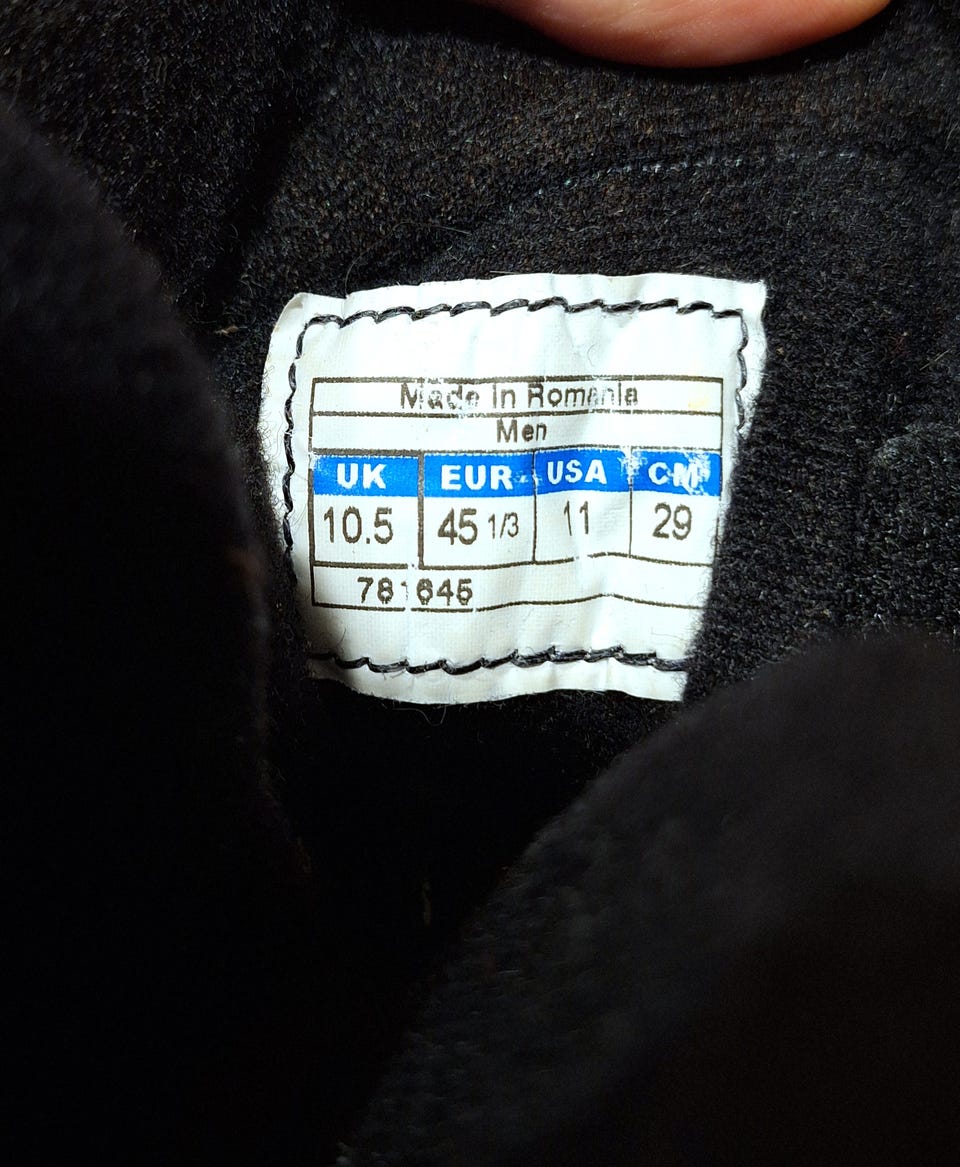 Made in Romania
Men
UK EUR USA CM
10.5 45 1/3 11 29
781645